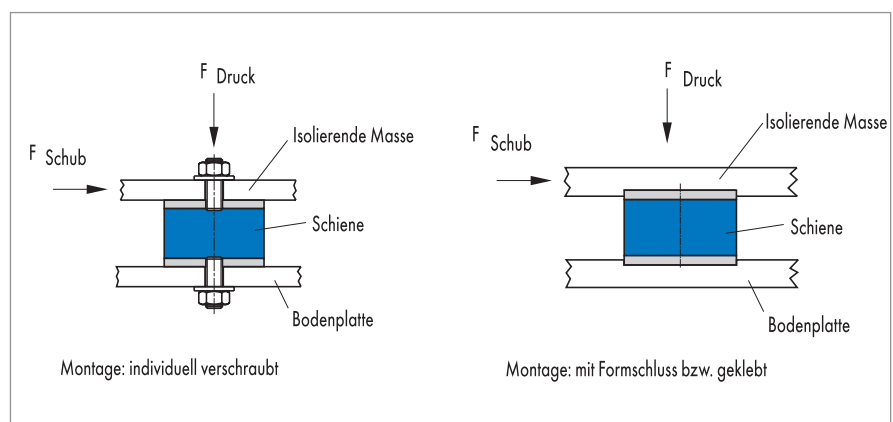 F Druck
Isolierende Masse
F Schub
Schiene
Bodenplatte
Montage: individuell verschraubt
F Druck
Isolierende Masse
F Schub
Schiene
Bodenplatte
Montage: mit Formschluss bzw. geklebt